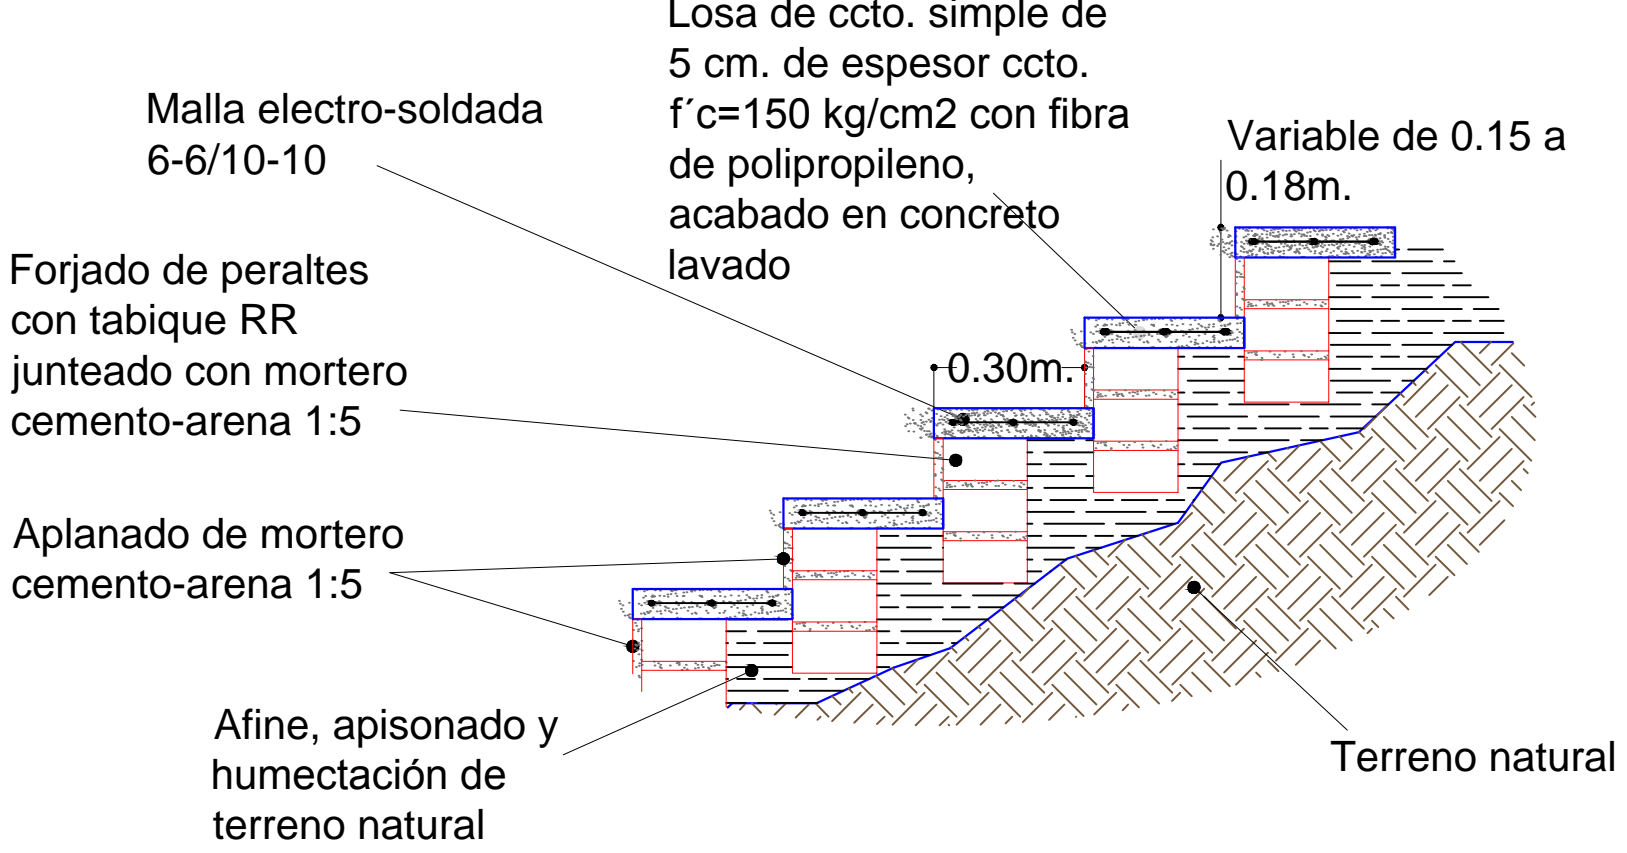 Losa de ccto. simple de
5 cm. de espesor ccto.
f´c=150 kg/cm2 con fibra
de polipropileno,
acabado en concreto
lavado
Malla electro-soldada
6-6/10-10
Variable de 0.15 a
0.18m.
Forjado de peraltes
con tabique RR
junteado con mortero
cemento-arena 1:5
0.30m.
Aplanado de mortero
cemento-arena 1:5
Afine, apisonado y
humectación de
terreno natural
Terreno natural